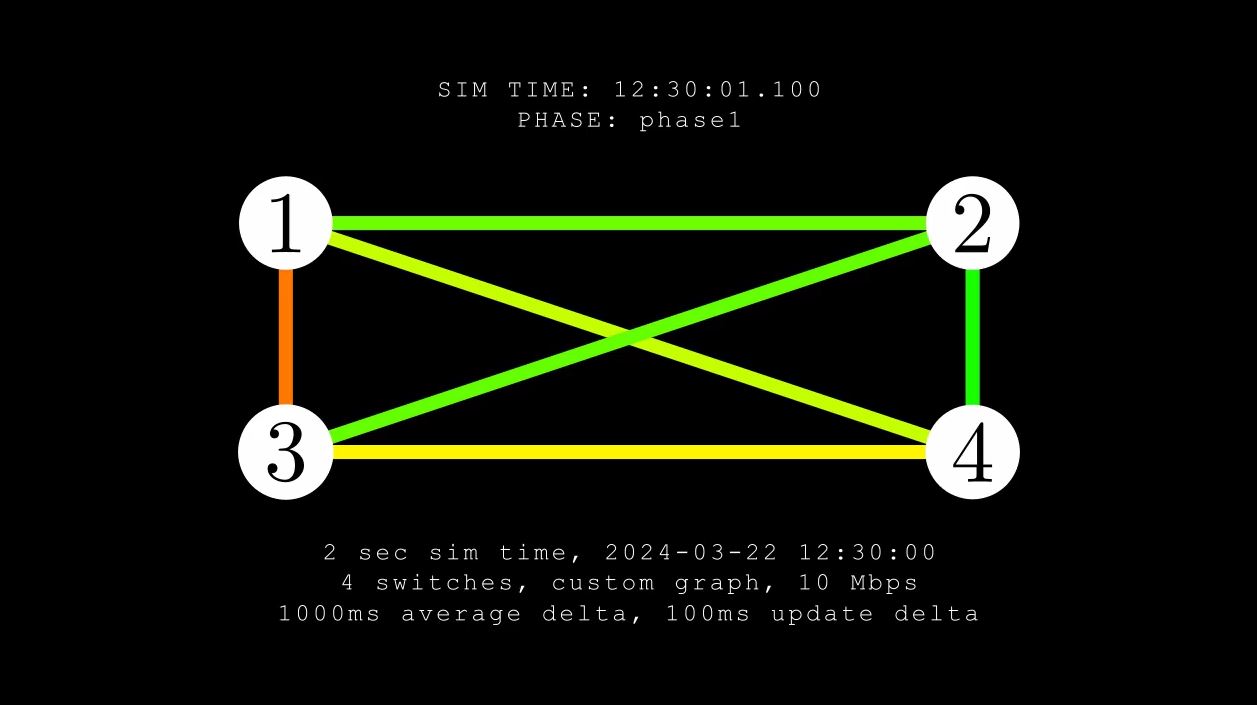 SIM TIME: 12:30:01.100
PHASE: phase1
1
2
3
4
2 sec sim time, 2024-03-22 12:30:00
4 switches, custom graph, 10 Mbps
1000ms average delta, 100ms update delta